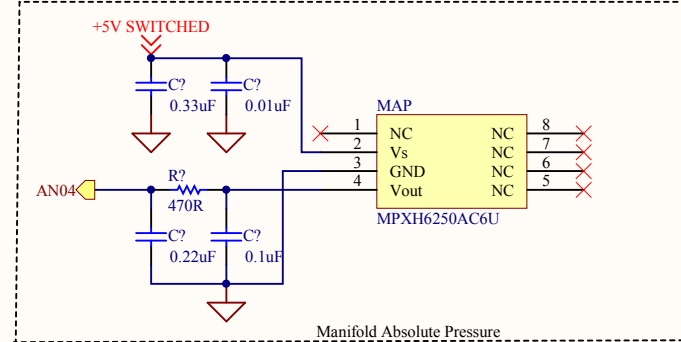 +5V SWITCHED
C?
0.33uF
C?
0.01uF
MAP
1 NC NC 8
2 Vs NC 7
3 GND NC 6
4 Vout NC 5
MPXH6250AC6U
AN04
R?
470R
C?
0.22uF
C?
0.1uF
Manifold Absolute Pressure